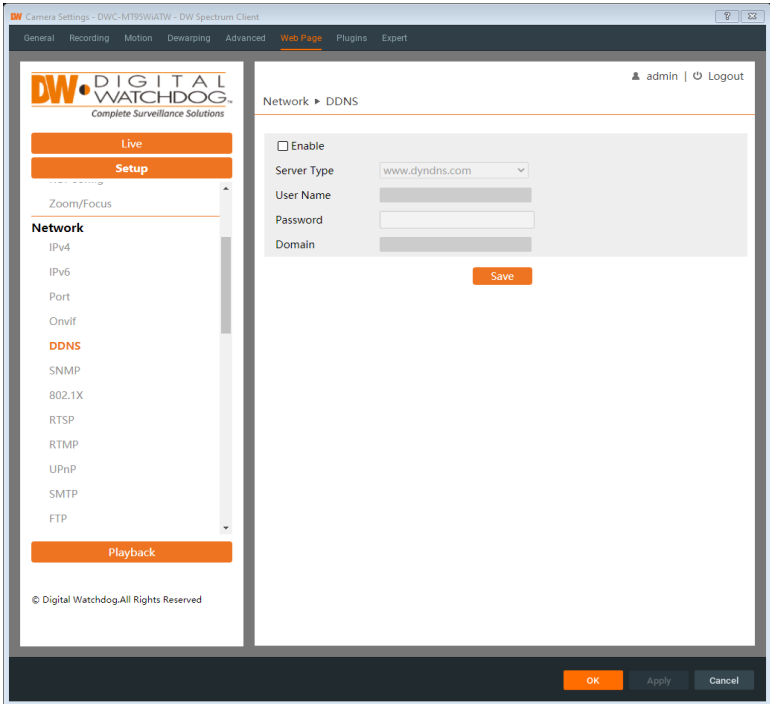 DW Camera Settings - DWC-MT95WiATW - DW Spectrum Client
General Recording Motion Dewarping Advanced Web Page Plugins Expert
DW DIGITAL WATCHDOG
Complete Surveillance Solutions
admin | Logout
Network ▸ DDNS
Live
Setup
Zoom/Focus
Network
IPv4
IPv6
Port
Onvif
DDNS
SNMP
802.1X
RTSP
RTMP
UPnP
SMTP
FTP
Playback
© Digital Watchdog.All Rights Reserved
Enable
Server Type www.dyndns.com
User Name
Password
Domain
Save
OK Apply Cancel